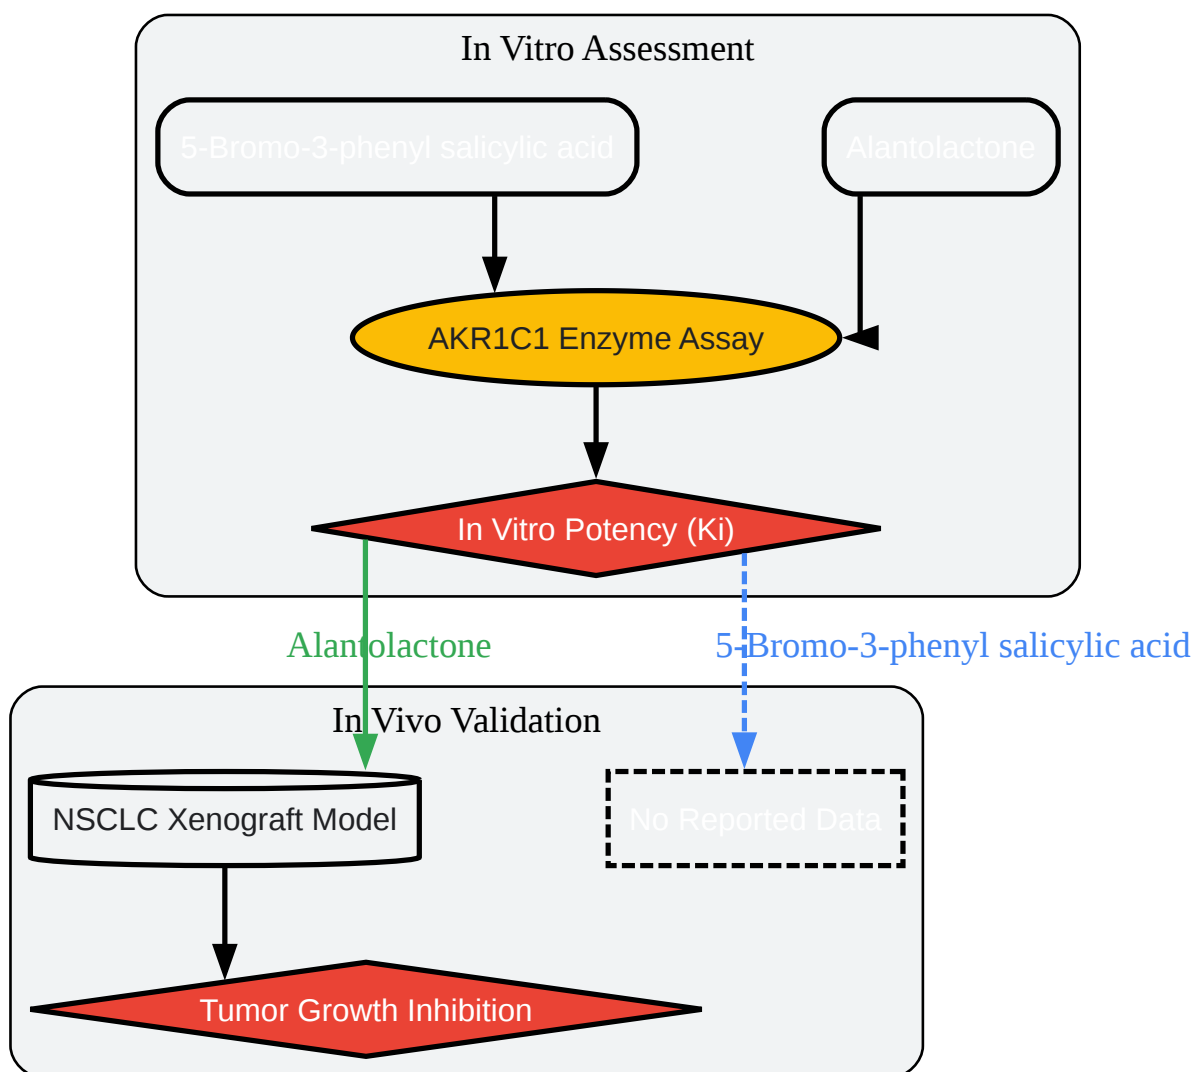 In Vitro Assessment
5-Bromo-3-phenyl salicylic acid
Alantolactone
AKR1C1 Enzyme Assay
In Vitro Potency (Ki)
Alantolactone
5-Bromo-3-phenyl salicylic acid
In Vivo Validation
NSCLC Xenograft Model
No Reported Data
Tumor Growth Inhibition